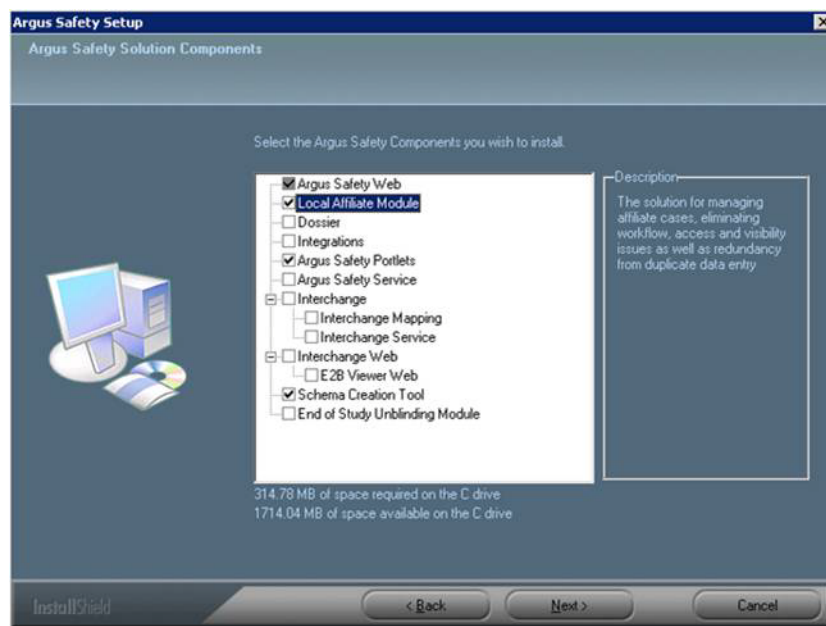 Argus Safety Setup
Argus Safety Solution Components
Select the Argus Safety Components you wish to install.
Argus Safety Web
Local Affiliate Module
Dossier
Integrations
Argus Safety Portlets
Argus Safety Service
Interchange
Interchange Mapping
Interchange Service
Interchange Web
E2B Viewer Web
Schema Creation Tool
End of Study Unblinding Module
Description
The solution for managing
affiliate cases, eliminating
workflow, access and visibility
issues as well as redundancy
from duplicate data entry
314.78 MB of space required on the C drive
1714.04 MB of space available on the C drive
InstallShield
< Back
Next >
Cancel